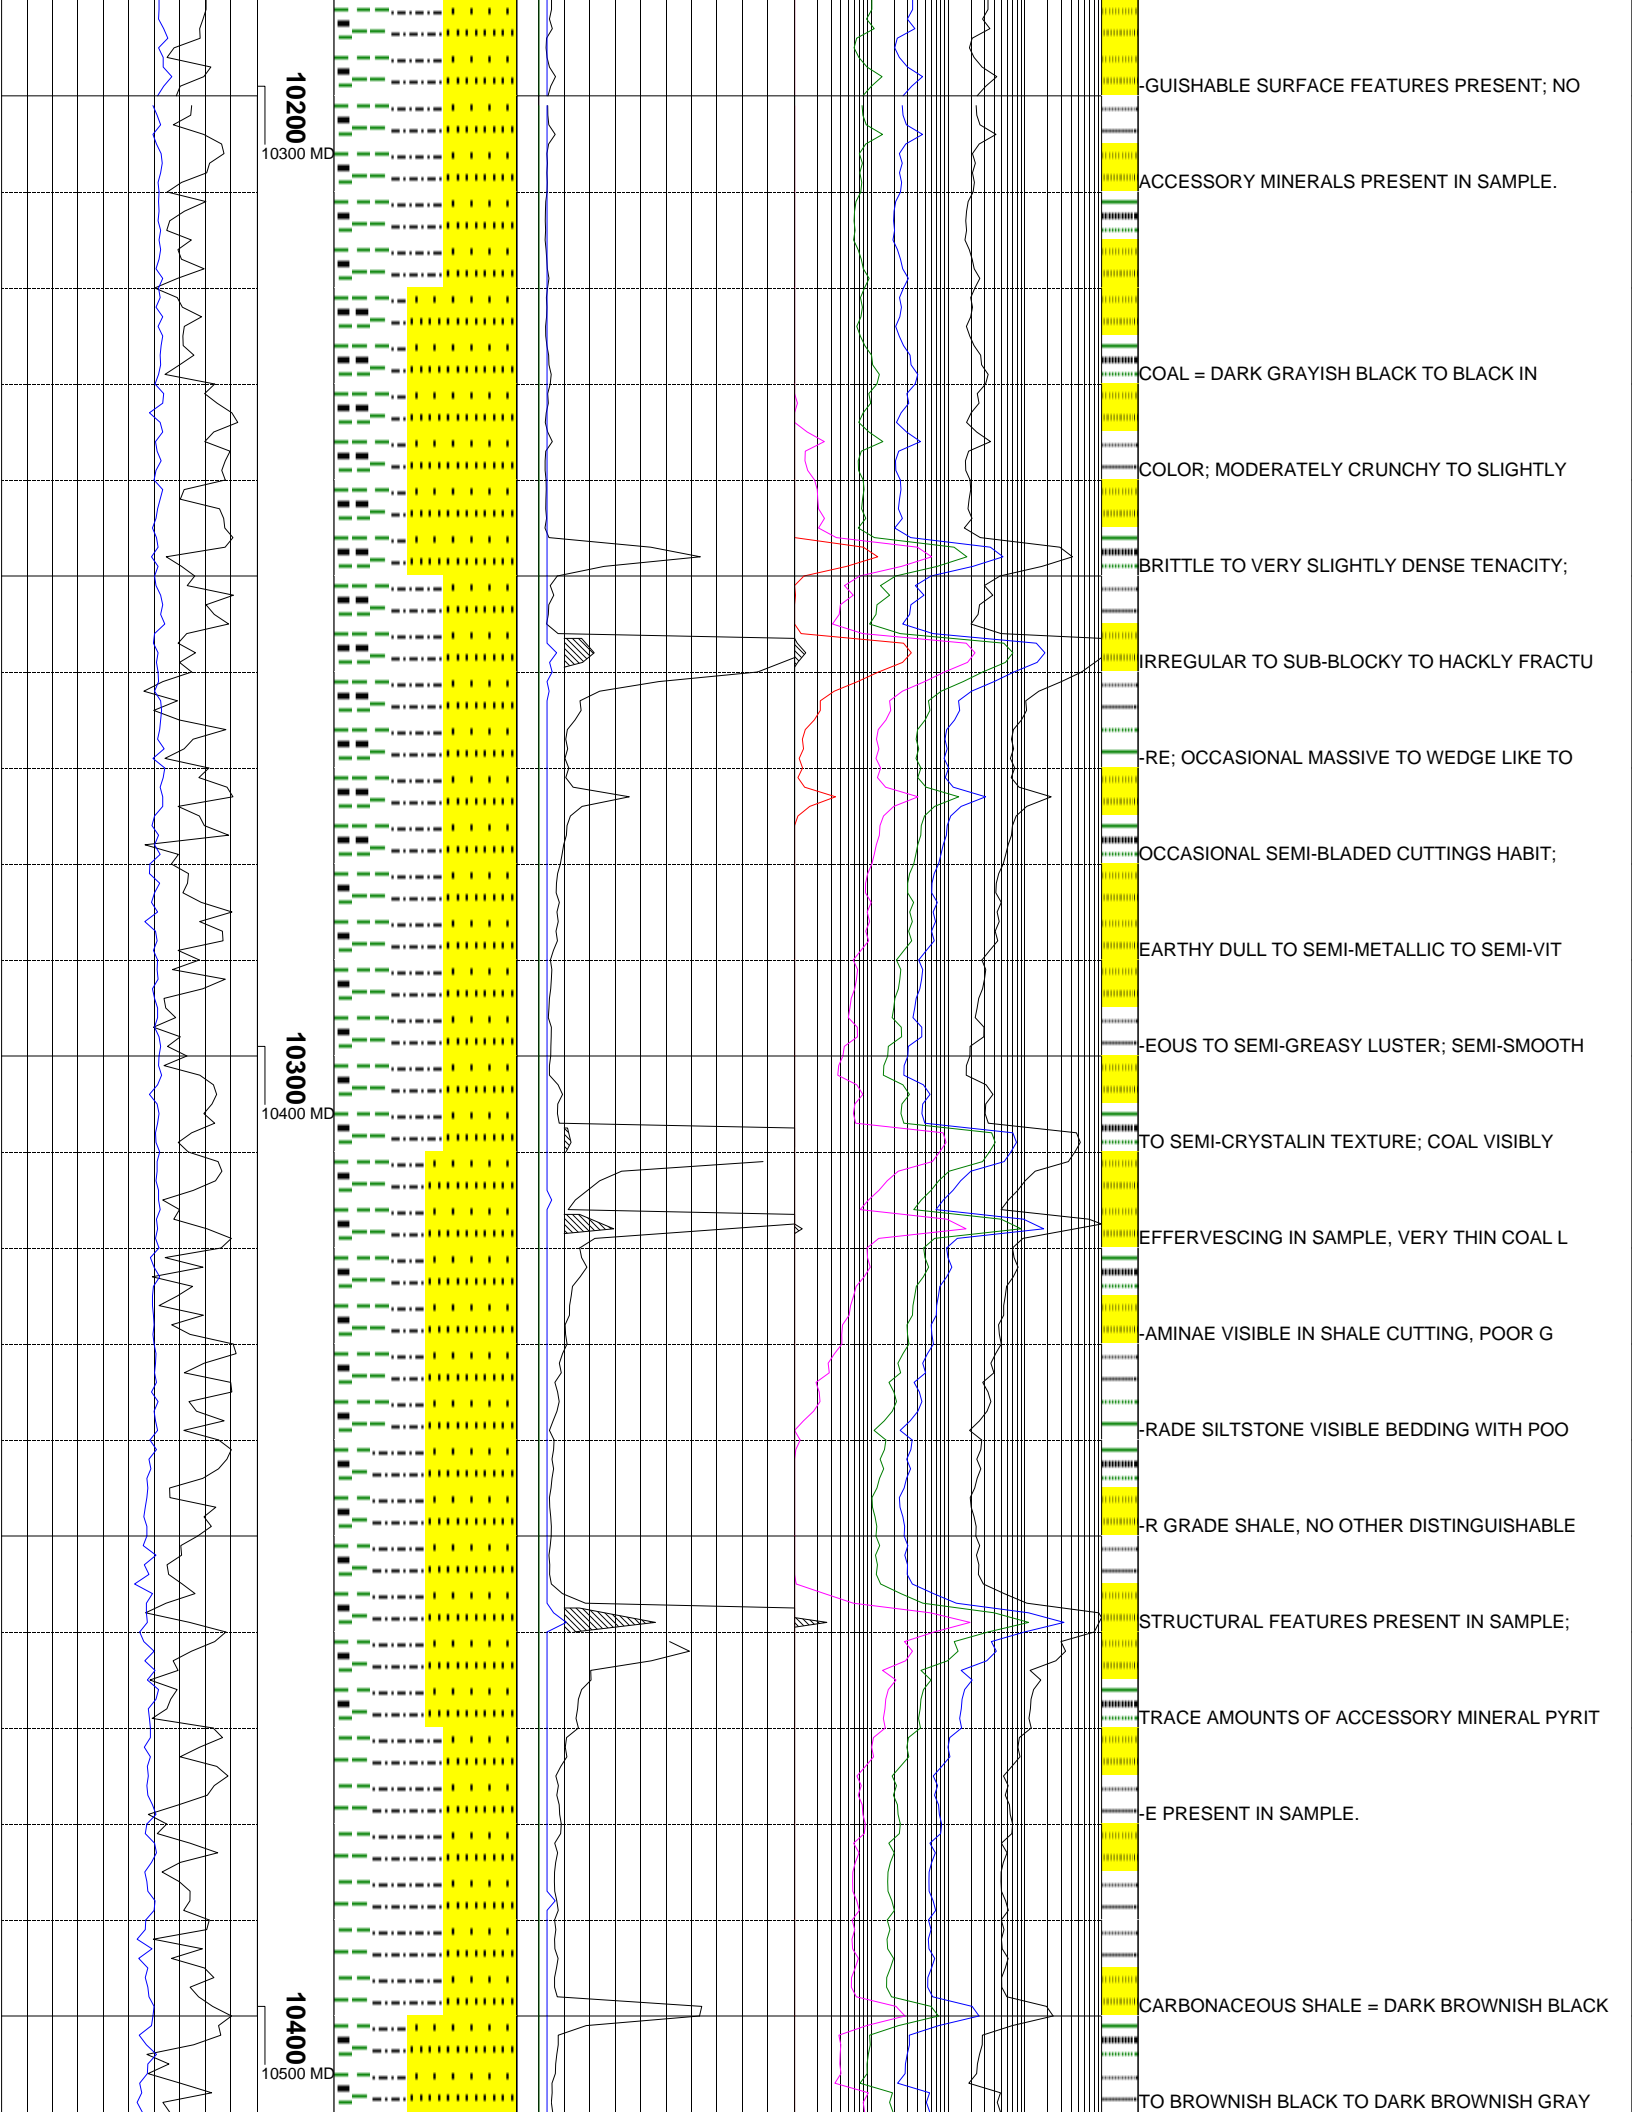 -GUISHABLE SURFACE FEATURES PRESENT; NO
10200
10300 MD
ACCESSORY MINERALS PRESENT IN SAMPLE.
COAL = DARK GRAYISH BLACK TO BLACK IN
COLOR; MODERATELY CRUNCHY TO SLIGHTLY
BRITTLE TO VERY SLIGHTLY DENSE TENACITY;
IRREGULAR TO SUB-BLOCKY TO HACKLY FRACTU
-RE; OCCASIONAL MASSIVE TO WEDGE LIKE TO
OCCASIONAL SEMI-BLADED CUTTINGS HABIT;
EARTHY DULL TO SEMI-METALLIC TO SEMI-VIT
-EOUS TO SEMI-GREASY LUSTER; SEMI-SMOOTH
10300
10400 MD
TO SEMI-CRYSTALIN TEXTURE; COAL VISIBLY
EFFERVESCING IN SAMPLE, VERY THIN COAL L
-AMINAE VISIBLE IN SHALE CUTTING, POOR G
-RADE SILTSTONE VISIBLE BEDDING WITH POO
-R GRADE SHALE, NO OTHER DISTINGUISHABLE
STRUCTURAL FEATURES PRESENT IN SAMPLE;
TRACE AMOUNTS OF ACCESSORY MINERAL PYRIT
-E PRESENT IN SAMPLE.
CARBONACEOUS SHALE = DARK BROWNISH BLACK
10400
10500 MD
TO BROWNISH BLACK TO DARK BROWNISH GRAY